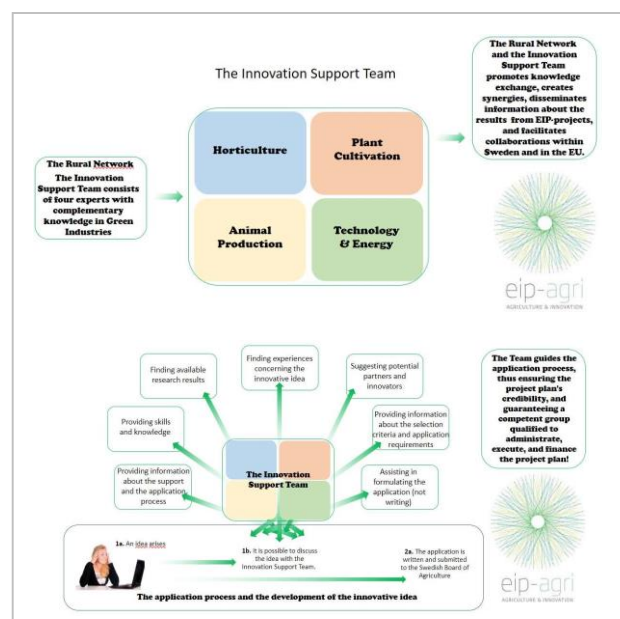 The Innovation Support Team
The Rural Network
The Innovation
Support Team consists
of four experts with
complementary
knowledge in Green
Industries
Horticulture
Plant
Cultivation
Animal
Production
Technology
& Energy
The Rural Network
and the Innovation
Support Team
promotes knowledge
exchange, creates
synergies, disseminates
information about the
results from EIP-projects,
and facilitates
collaborations within
Sweden and in the EU.
eip-agri
AGRICULTURE & INNOVATION
Finding available
research results
Finding experiences
concerning the
innovative idea
Suggesting potential
partners and
innovators
Providing skills
and knowledge
Providing information
about the selection
criteria and application
requirements
Providing information
about the support
and the application
process
The Innovation
Support Team
Assisting in
formulating the
application (not
writing)
The Team guides the
application process,
thus ensuring the
project plan's
credibility, and
guaranteeing a
competent group
qualified to
administrate,
execute, and finance
the project plan!
1a. An idea arises
1b. It is possible to discuss
the idea with the
Innovation Support Team.
2a. The application is
written and submitted
to the Swedish Board of
Agriculture
The application process and the development of the innovative idea
eip-agri
AGRICULTURE & INNOVATION